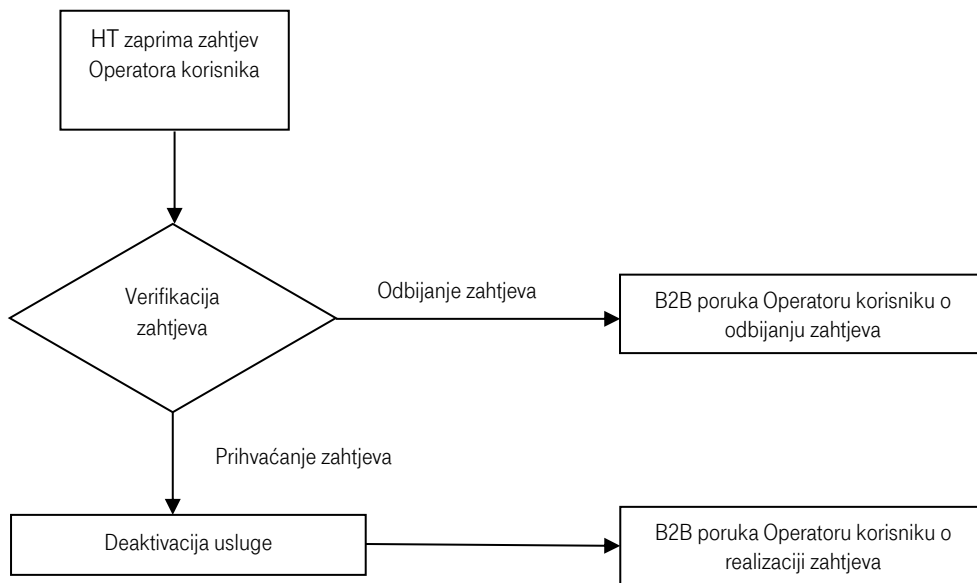 HT zaprima zahtjev
Operatora korisnika
Verifikacija
zahtjeva
Odbijanje zahtjeva
B2B poruka Operatoru korisniku o
odbijanju zahtjeva
Prihvaćanje zahtjeva
Deaktivacija usluge
B2B poruka Operatoru korisniku o
realizaciji zahtjeva